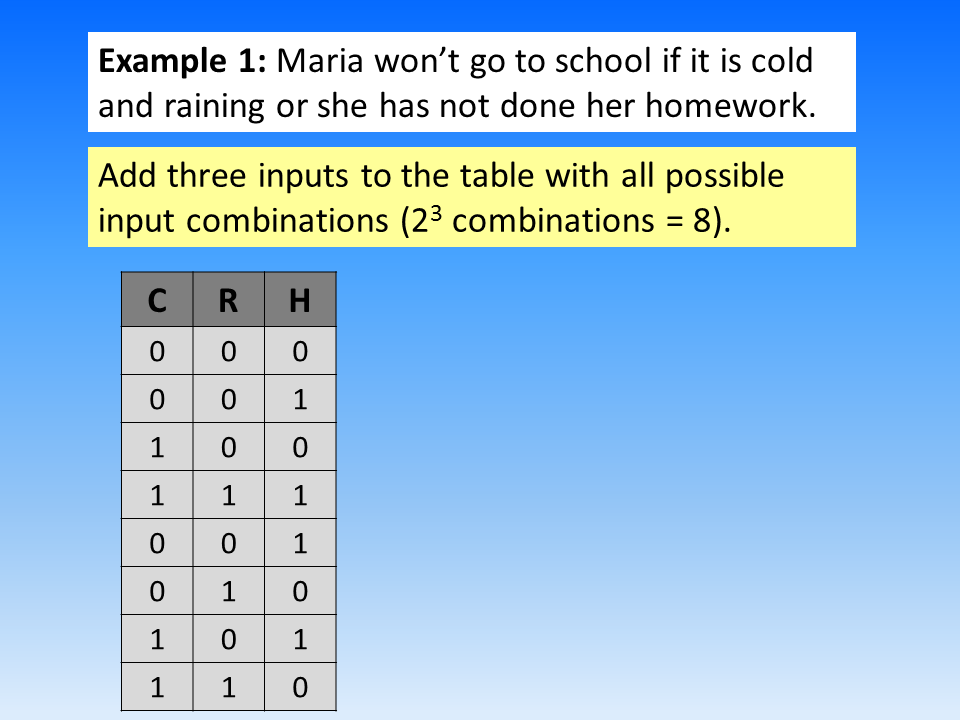 Example 1: Maria won’t go to school if it is cold
and raining or she has not done her homework.
Add three inputs to the table with all possible
input combinations (2³ combinations = 8).
C R H
0 0 0
0 0 1
1 0 0
1 1 1
0 0 1
0 1 0
1 0 1
1 1 0